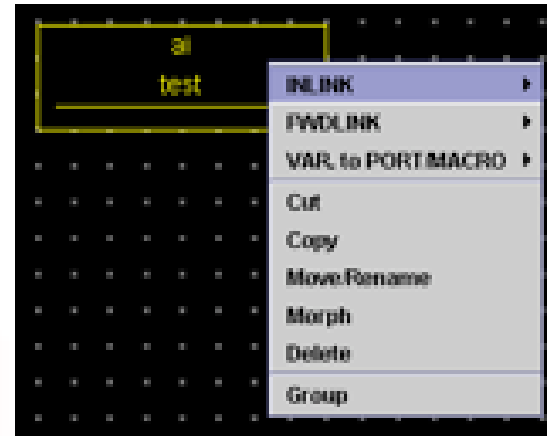 ai
test
INLINK
FWDLINK
VAR. to PORT/MACRO
Cut
Copy
Move/Rename
Morph
Delete
Group